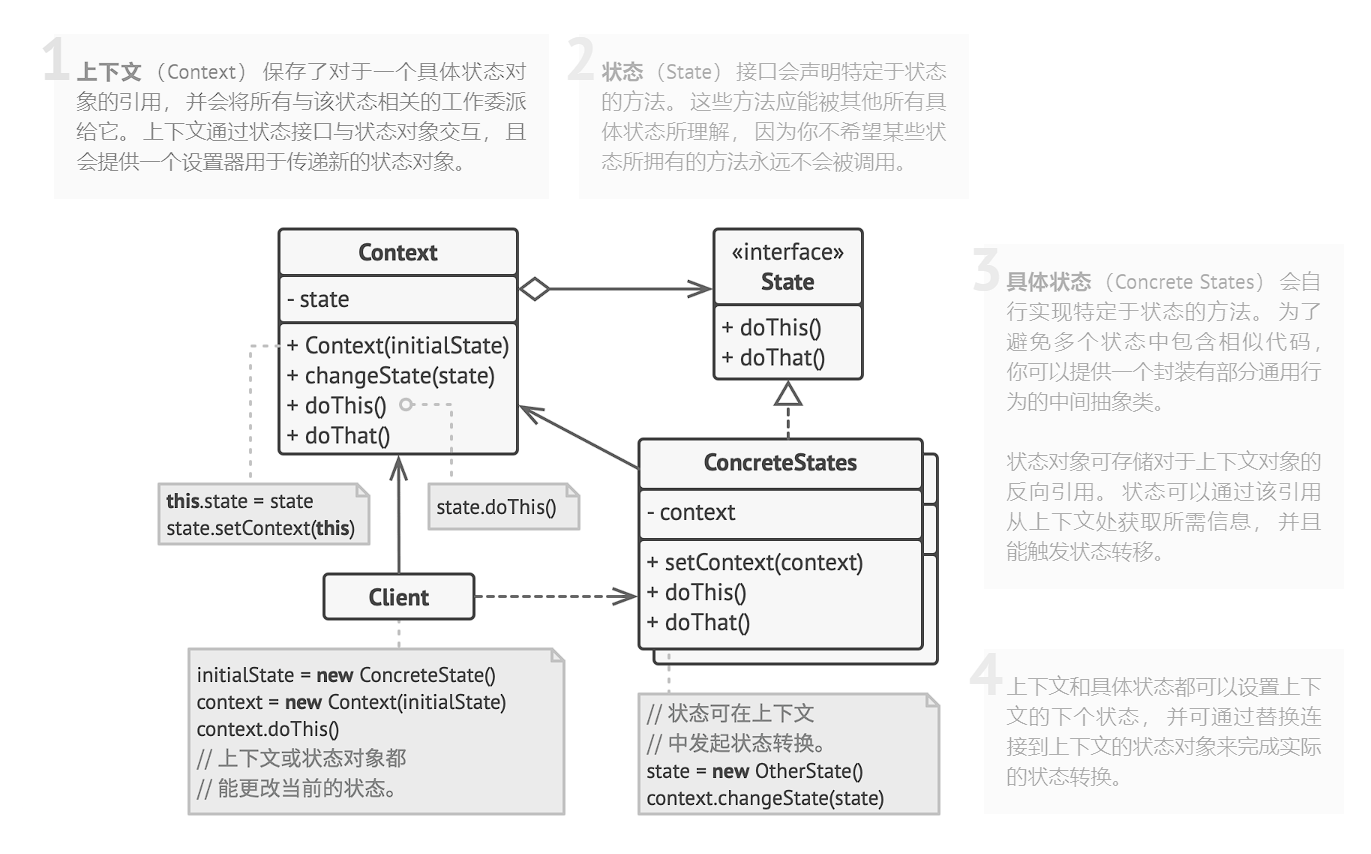 1
上下文 （Context） 保存了对于一个具体状态对
象的引用， 并会将所有与该状态相关的工作委派
给它。 上下文通过状态接口与状态对象交互， 且
会提供一个设置器用于传递新的状态对象。
2
状态 （State） 接口会声明特定于状态
的方法。 这些方法应能被其他所有具
体状态所理解， 因为你不希望某些状
态所拥有的方法永远不会被调用。
Context
- state
+ Context(initialState)
+ changeState(state)
+ doThis()
+ doThat()
«interface»
State
+ doThis()
+ doThat()
3
具体状态 （Concrete States） 会自
行实现特定于状态的方法。 为了
避免多个状态中包含相似代码，
你可以提供一个封装有部分通用行
为的中间抽象类。
状态对象可存储对于上下文对象的
反向引用。 状态可以通过该引用
从上下文处获取所需信息， 并且
能触发状态转移。
this.state = state
state.setContext(this)
state.doThis()
ConcreteStates
- context
+ setContext(context)
+ doThis()
+ doThat()
Client
initialState = new ConcreteState()
context = new Context(initialState)
context.doThis()
// 上下文或状态对象都
// 能更改当前的状态。
// 状态可在上下文
// 中发起状态转换。
state = new OtherState()
context.changeState(state)
4
上下文和具体状态都可以设置上下
文的下个状态， 并可通过替换连
接到上下文的状态对象来完成实际
的状态转换。